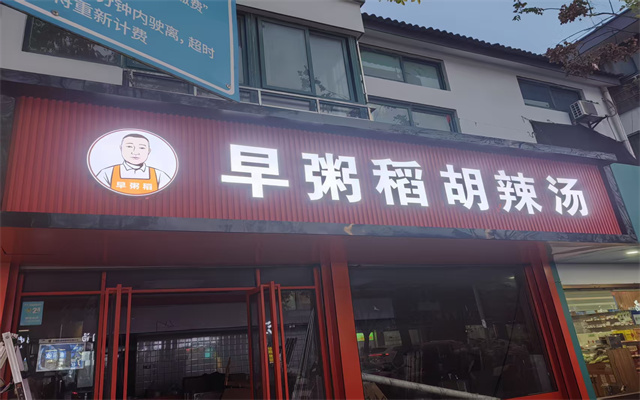 分钟内驶离，超时
将重新计费
早粥稻
早粥稻胡辣汤